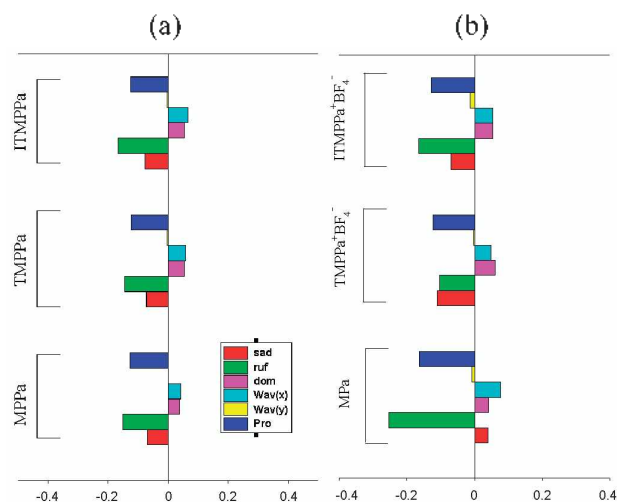 (a)
(b)
ITMPPa
TMPPa
MPPa
ITMPPa⁺BF₄⁻
TMPPa⁺BF₄⁻
MPa
sad
ruf
dom
Wav(x)
Wav(y)
Pro
-0.4 -0.2 0 0.2 0.4
-0.4 -0.2 0 0.2 0.4